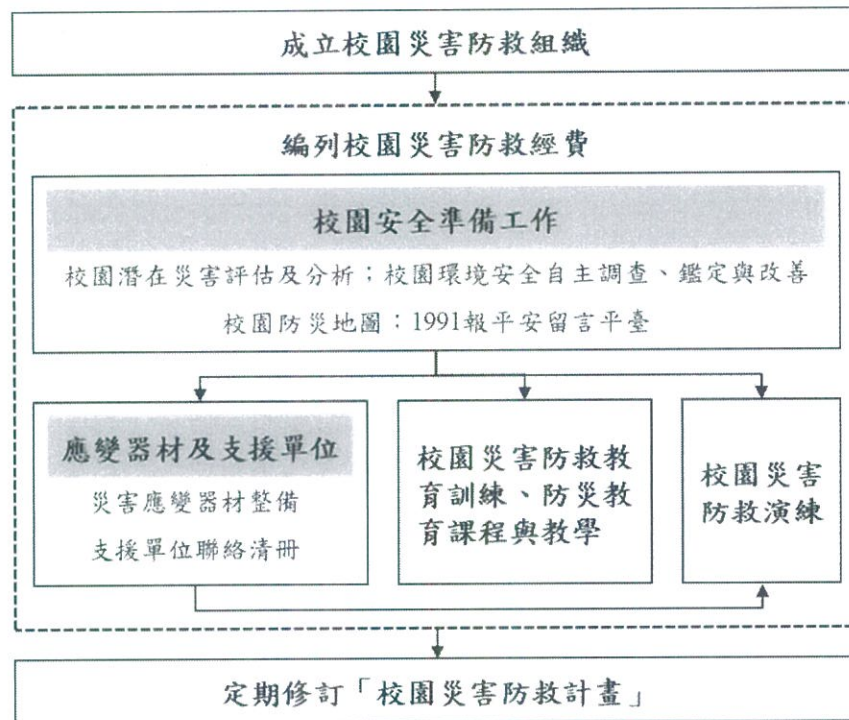 成立校園災害防救組織
編列校園災害防救經費
校園安全準備工作
校園潛在災害評估及分析；校園環境安全自主調查、鑑定與改善
校園防災地圖；1991報平安留言平臺
應變器材及支援單位
災害應變器材整備
支援單位聯絡清冊
校園災害防救教
育訓練、防災教
育課程與教學
校園災害
防救演練
定期修訂「校園災害防救計畫」